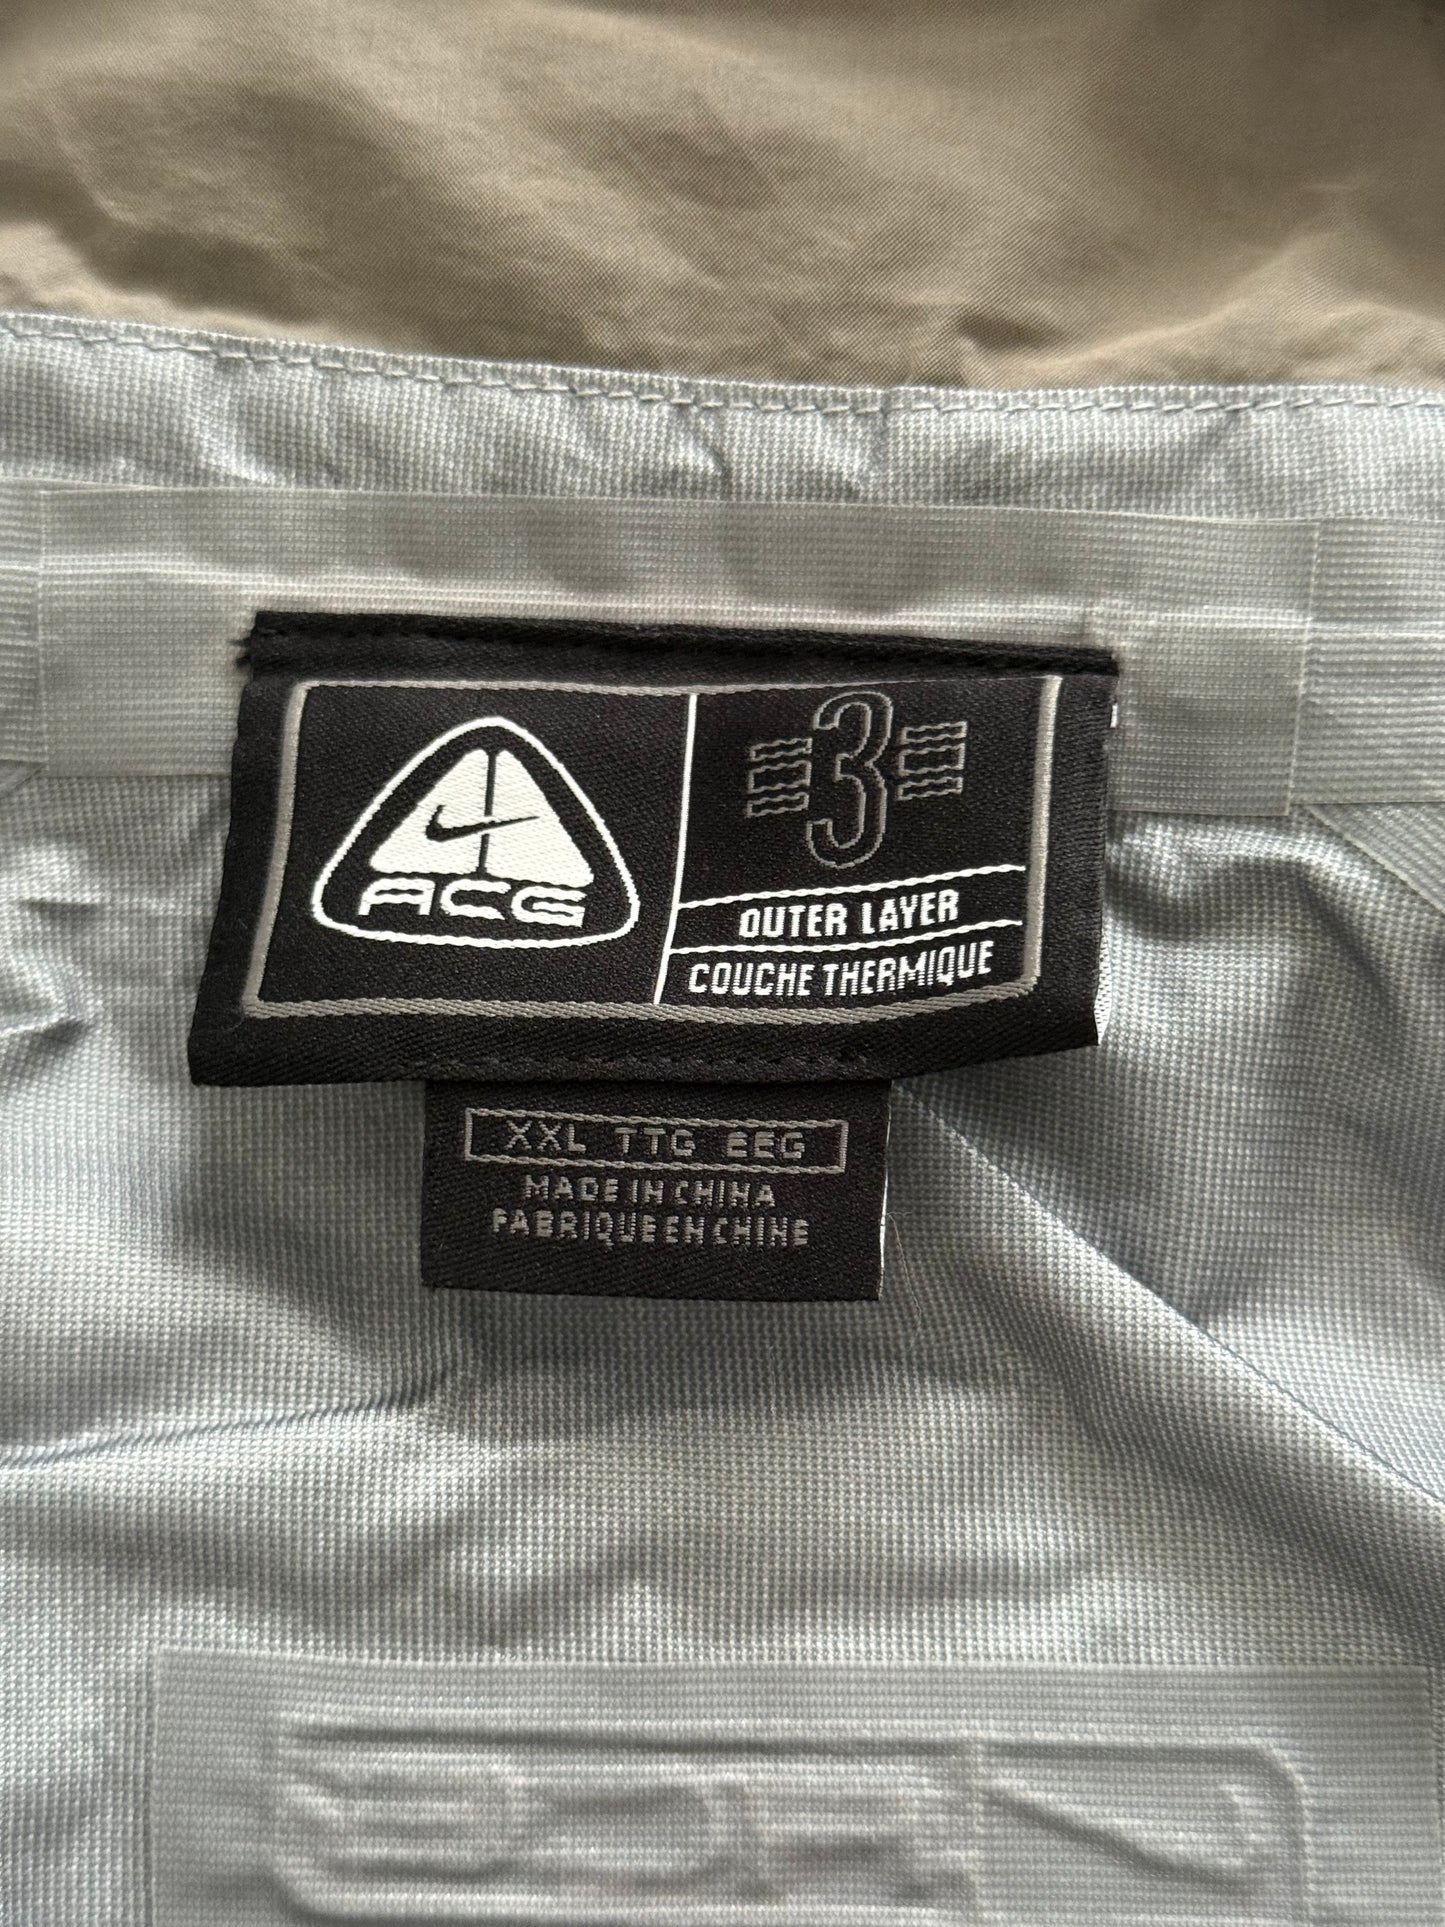 ACG
3
OUTER LAYER
COUCHE THERMIQUE
XXL TTG EEG
MADE IN CHINA
FABRIQUE EN CHINE